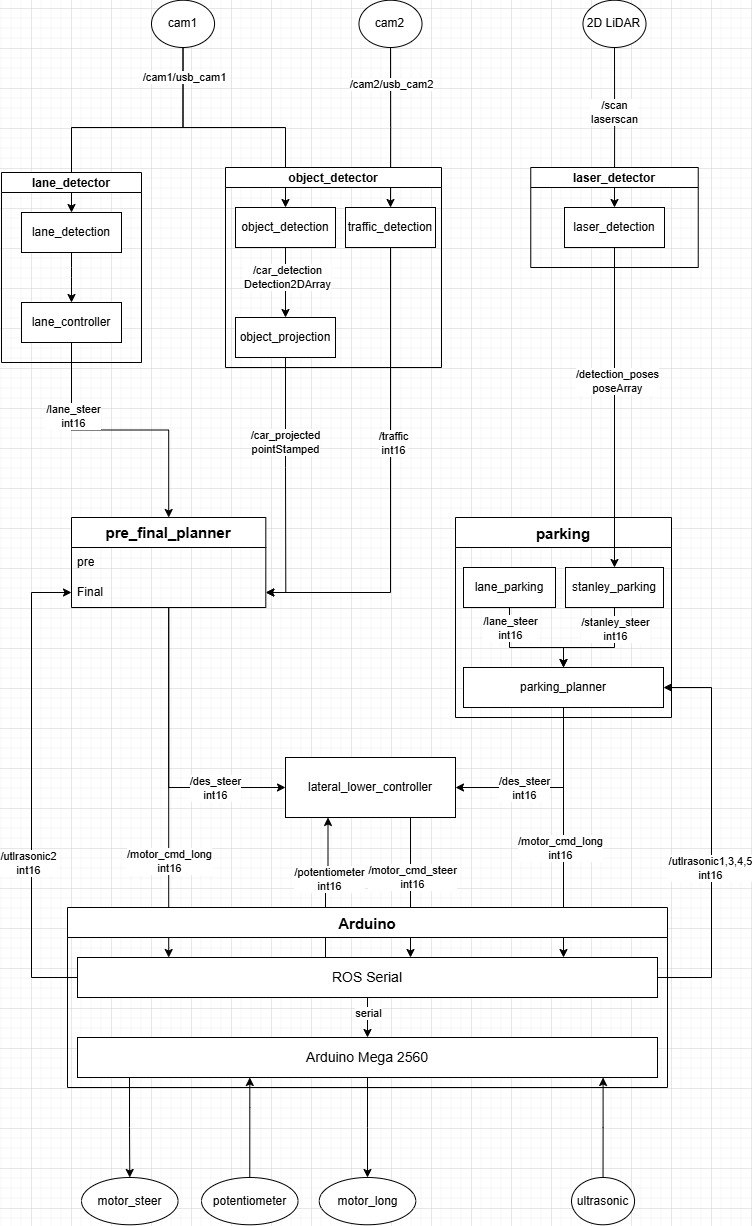 cam1
cam2
2D LiDAR
/cam1/usb_cam1
/cam2/usb_cam2
/scan
laserscan
lane_detector
object_detector
laser_detector
lane_detection
object_detection
traffic_detection
laser_detection
/car_detection
Detection2DArray
lane_controller
object_projection
/detection_poses
poseArray
/lane_steer
int16
/car_projected
pointStamped
/traffic
int16
pre_final_planner
parking
pre
Final
lane_parking
stanley_parking
/lane_steer
int16
/stanley_steer
int16
parking_planner
/des_steer
int16
lateral_lower_controller
/des_steer
int16
/utlrasonic2
int16
/motor_cmd_long
int16
/potentiometer
int16
/motor_cmd_steer
int16
/motor_cmd_long
int16
/utlrasonic1,3,4,5
int16
Arduino
ROS Serial
serial
Arduino Mega 2560
motor_steer
potentiometer
motor_long
ultrasonic